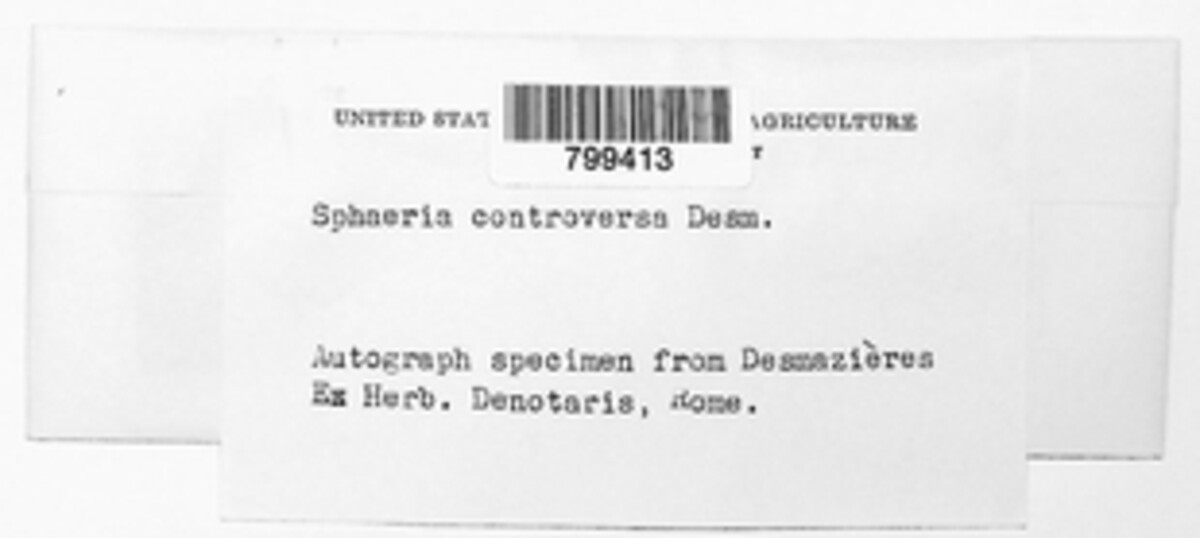 UNITED STAT AGRICULTURE
T
799413
Sphaeria controversa Desm.
Autograph specimen from Desmazières
Ex Herb. Denotaris, Rome.